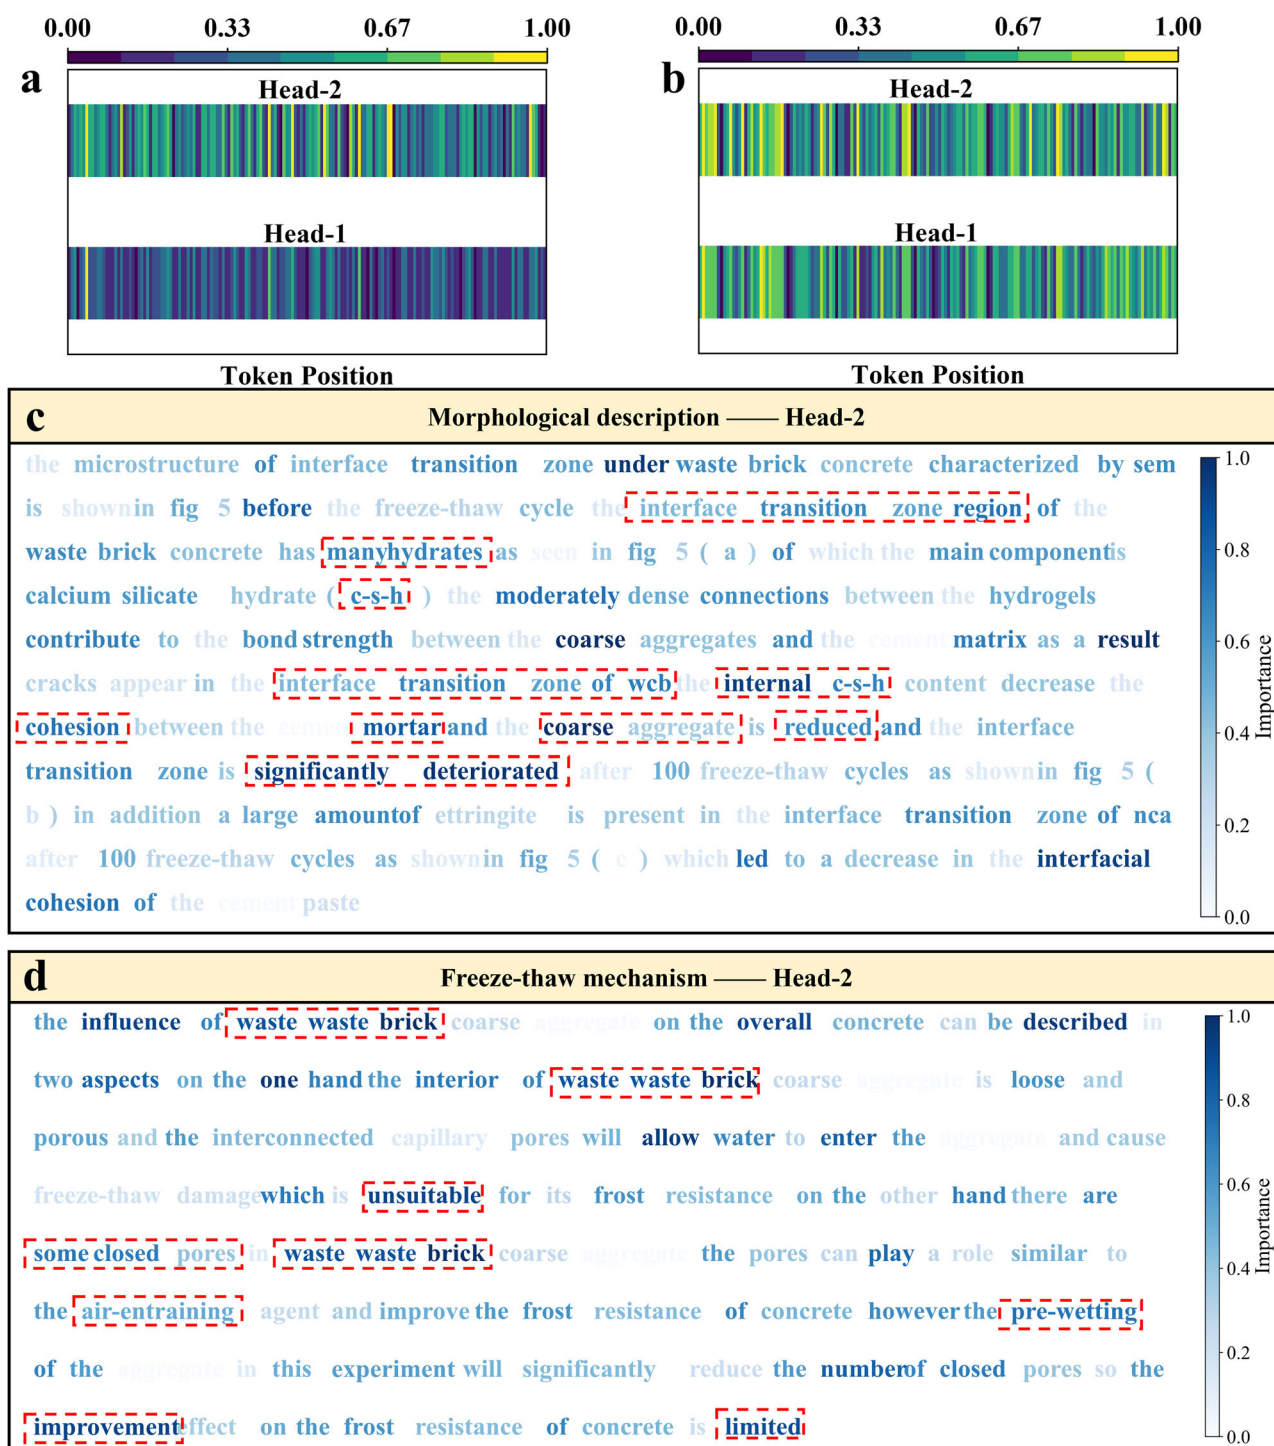 0.00 0.33 0.67 1.00
0.00 0.33 0.67 1.00
a
Head-2
Head-1
Token Position
b
Head-2
Head-1
Token Position
c Morphological description —— Head-2
the microstructure of interface transition zone under waste brick concrete characterized by sem
is shownin fig 5 before the freeze-thaw cycle the interface transition zone region of the
waste brick concrete has manyhydrates as seen in fig 5 ( a ) of which the main componentis
calcium silicate hydrate ( c-s-h ) the moderately dense connections between the hydrogels
contribute to the bond strength between the coarse aggregates and the cement matrix as a result
cracks appear in the interface transition zone of wcb the internal c-s-h content decrease the
cohesion between the cement mortar and the coarse aggregate is reduced and the interface
transition zone is significantly deteriorated after 100 freeze-thaw cycles as shownin fig 5 (
b ) in addition a large amountof ettringite is present in the interface transition zone of nca
after 100 freeze-thaw cycles as shownin fig 5 ( c ) which led to a decrease in the interfacial
cohesion of the cement paste
1.0
0.8
0.6
0.4
0.2
0.0
Importance
d Freeze-thaw mechanism —— Head-2
the influence of waste waste brick coarse aggregate on the overall concrete can be described in
two aspects on the one hand the interior of waste waste brick coarse aggregate is loose and
porous and the interconnected capillary pores will allow water to enter the aggregate and cause
freeze-thaw damagewhich is unsuitable for its frost resistance on the other hand there are
some closed pores in waste waste brick coarse aggregate the pores can play a role similar to
the air-entraining agent and improve the frost resistance of concrete however the pre-wetting
of the aggregate in this experiment will significantly reduce the numberof closed pores so the
improvement effect on the frost resistance of concrete is limited
1.0
0.8
0.6
0.4
0.2
0.0
Importance